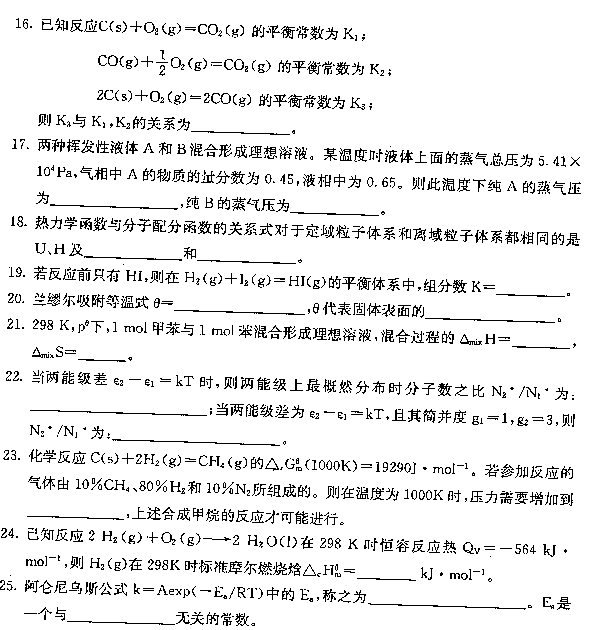 16. 已知反应C(s)+O₂(g)=CO₂(g) 的平衡常数为 K₁;
CO(g)+½O₂(g)=CO₂(g) 的平衡常数为 K₂;
2C(s)+O₂(g)=2CO(g) 的平衡常数为 K₃;
则 K₃与 K₁,K₂的关系为____________。
17. 两种挥发性液体 A 和 B 混合形成理想溶液。某温度时液体上面的蒸气总压为 5.41×
10⁴Pa,气相中 A 的物质的量分数为 0.45,液相中为 0.65。则此温度下纯 A 的蒸气压
为____________,纯 B 的蒸气压为____________。
18. 热力学函数与分子配分函数的关系式对于定域粒子体系和离域粒子体系都相同的是
U、H 及____________和____________。
19. 若反应前只有 HI,则在 H₂(g)+I₂(g)=HI(g)的平衡体系中,组分数 K=________。
20. 兰缪尔吸附等温式 θ=____________,θ代表固体表面的____________。
21. 298 K,p^θ下,1 mol 甲苯与 1 mol 苯混合形成理想溶液,混合过程的 ΔmixH=________,
ΔmixS=______。
22. 当两能级差 ε₂-ε₁=kT 时,则两能级上最概然分布时分子数之比 N₂*/N₁* 为:
____________;当两能级差为 ε₂-ε₁=kT,且其简并度 g₁=1,g₂=3,则
N₂*/N₁*为:____________。
23. 化学反应 C(s)+2H₂(g)=CH₄(g)的ΔrGmθ(1000K)=19290J·mol⁻¹。若参加反应的
气体由 10%CH₄、80%H₂和 10%N₂所组成的。则在温度为 1000K 时,压力需要增加到
____________,上述合成甲烷的反应才可能进行。
24. 已知反应 2 H₂(g)+O₂(g)⟶2 H₂O(l)在 298 K 时恒容反应热 Qv=-564 kJ·
mol⁻¹,则 H₂(g)在 298K 时标准摩尔燃烧焓ΔcHmθ=________ kJ·mol⁻¹。
25. 阿仑尼乌斯公式 k=Aexp(-Eₐ/RT)中的 Eₐ,称之为____________。Eₐ是
一个与____________无关的常数。